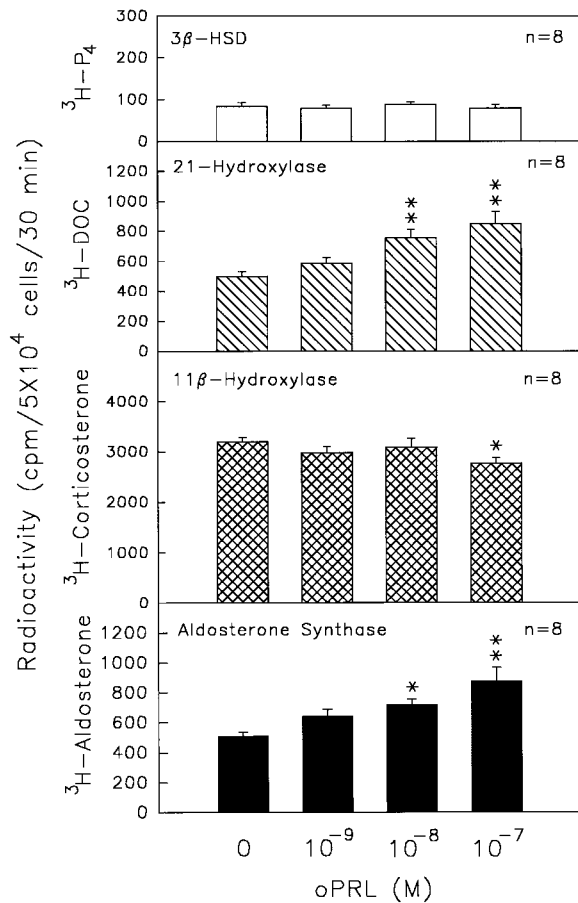 Radioactivity (cpm/5X10⁴ cells/30 min)
³H-P₄
300
200
100
0
3β-HSD
n=8
³H-DOC
1200
1000
800
600
400
200
0
21-Hydroxylase
n=8
**
**
³H-Corticosterone
4000
3000
2000
1000
0
11β-Hydroxylase
n=8
*
³H-Aldosterone
1200
1000
800
600
400
200
0
Aldosterone Synthase
n=8
*
**
0 10⁻⁹ 10⁻⁸ 10⁻⁷
oPRL (M)